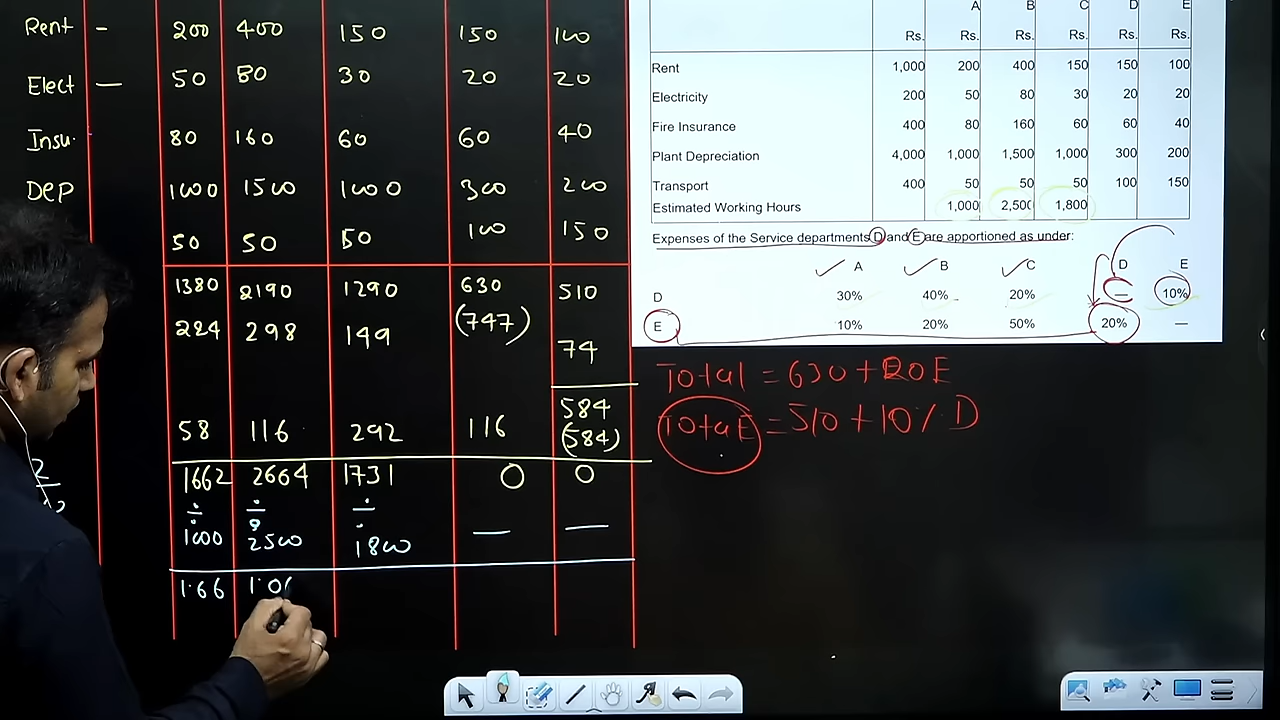 Rent - 200 400 150 150 100
Elect - 50 80 30 20 20
Insu. 80 160 60 60 40
Dep 1000 1500 1000 300 200
50 50 50 100 150
1380 2190 1290 630 510
224 298 149 (747) 74
584
58 116 292 116 (584)
1662 2664 1731 0 0
÷ ÷ ÷
1000 2500 1800 — —
1.66 1.0
A B C D E
Rs. Rs. Rs. Rs. Rs. Rs.
Rent 1,000 200 400 150 150 100
Electricity 200 50 80 30 20 20
Fire Insurance 400 80 160 60 60 40
Plant Depreciation 4,000 1,000 1,500 1,000 300 200
Transport 400 50 50 50 100 150
Estimated Working Hours 1,000 2,500 1,800
Expenses of the Service departments D and E are apportioned as under:
A B C D E
D 30% 40% 20% — 10%
E 10% 20% 50% 20% —
Total = 630 + 20 E
Total E = 510 + 10% D